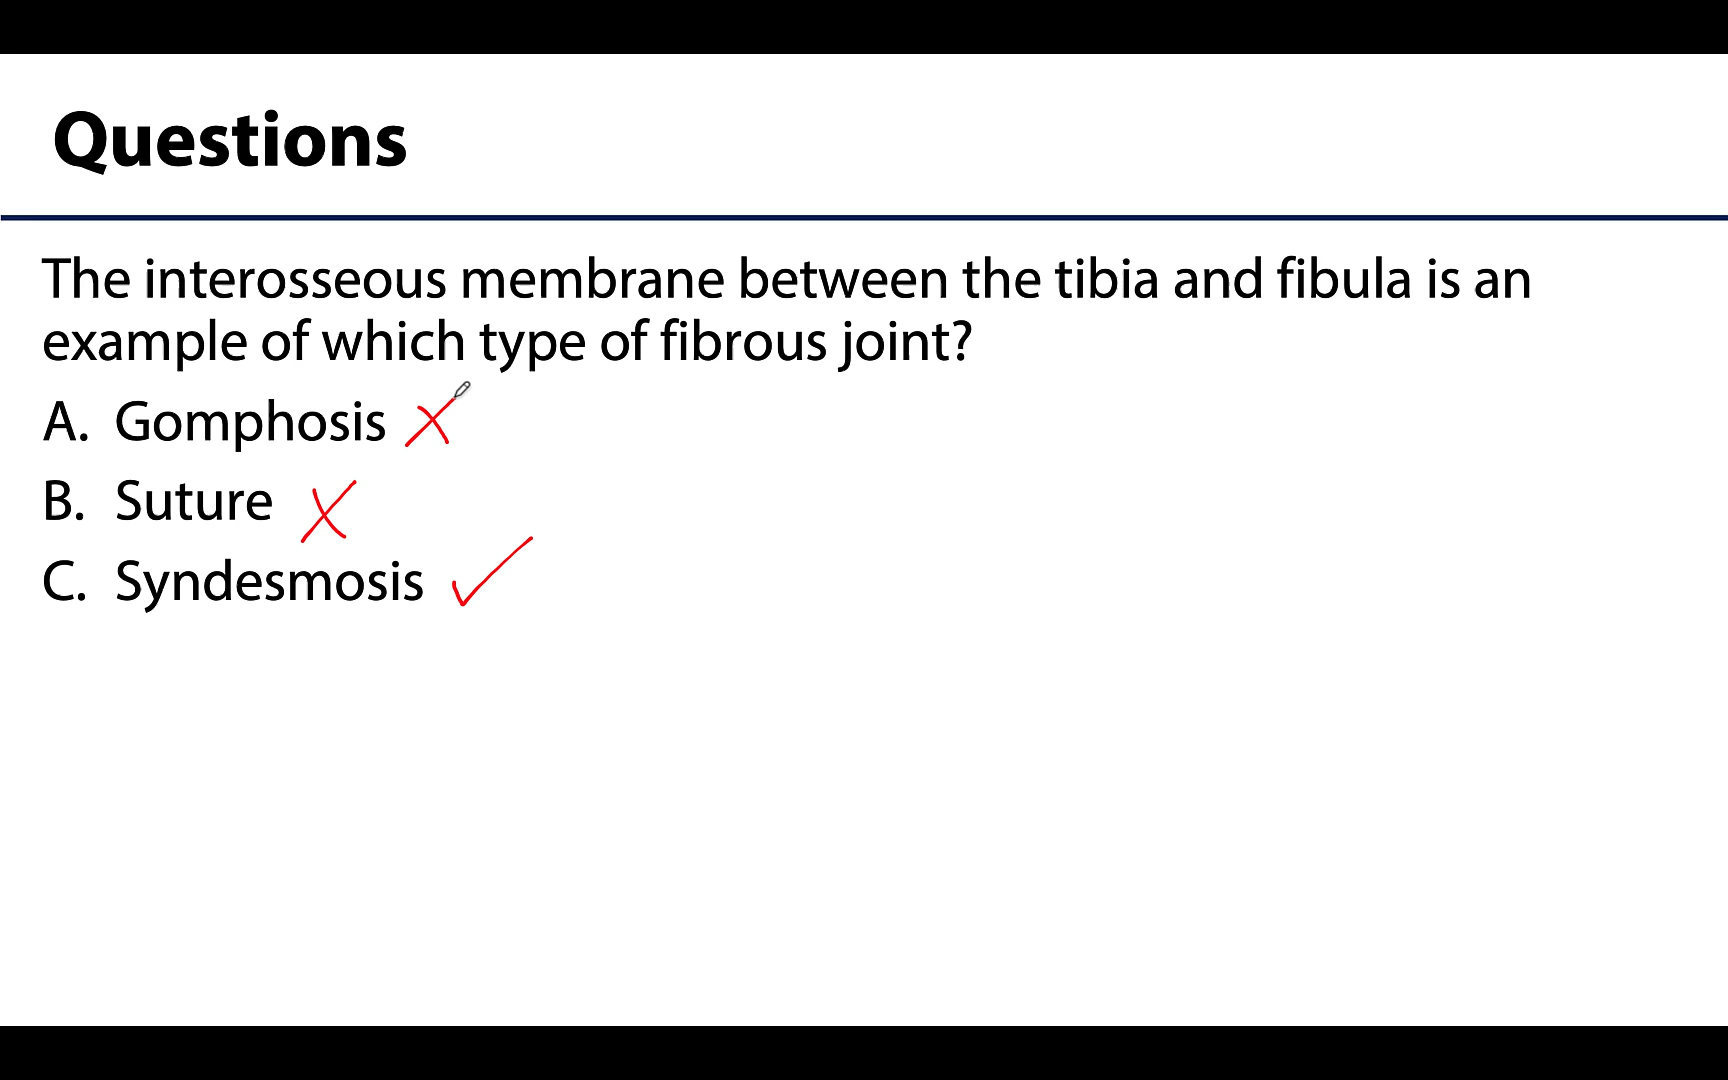 Questions
The interosseous membrane between the tibia and fibula is an
example of which type of fibrous joint?
A. Gomphosis
B. Suture
C. Syndesmosis